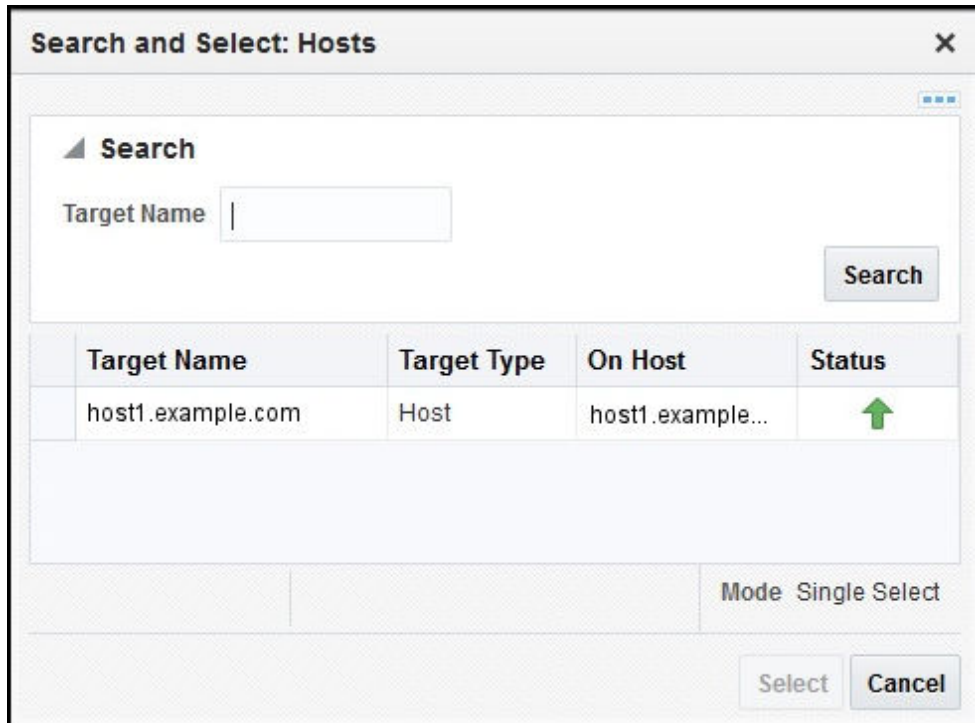 Search and Select: Hosts
Search
Target Name
Search
Target Name Target Type On Host Status
host1.example.com Host host1.example...
Mode Single Select
Select Cancel